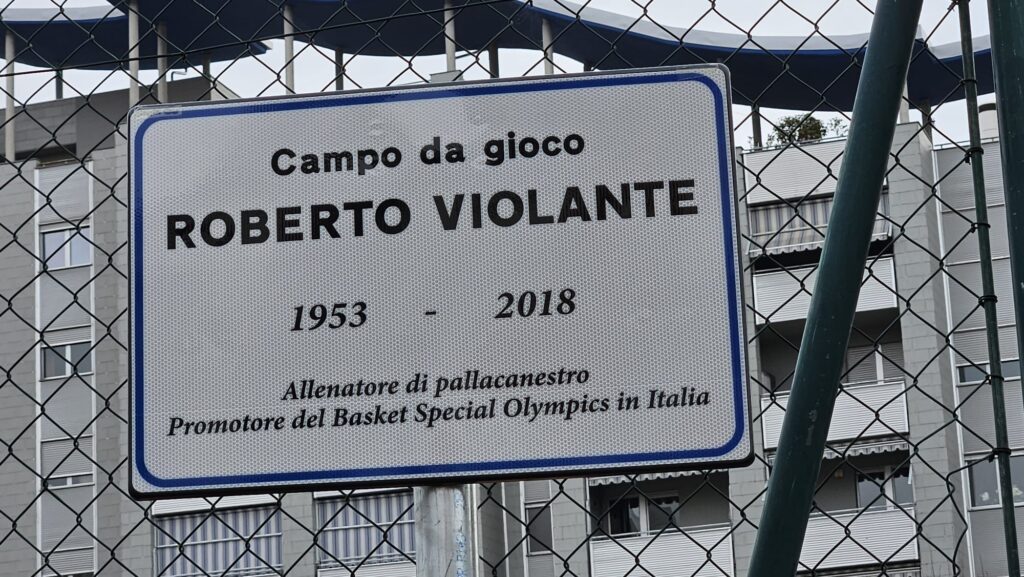 Campo da gioco
ROBERTO VIOLANTE
1953 - 2018
Allenatore di pallacanestro
Promotore del Basket Special Olympics in Italia